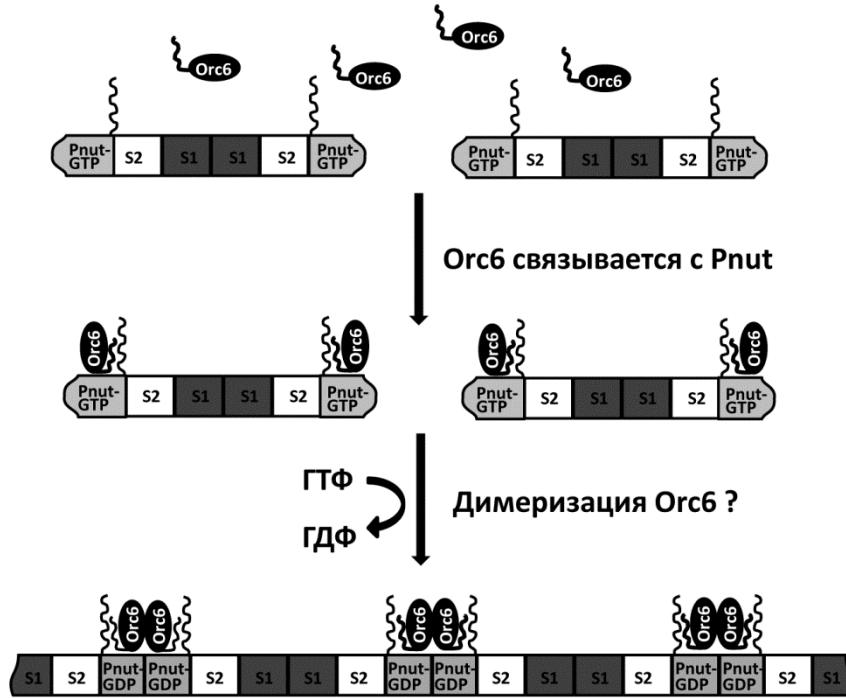 Orc6
Orc6
Orc6
Orc6
Pnut-
GTP
S2
S1
S1
S2
Pnut-
GTP
Pnut-
GTP
S2
S1
S1
S2
Pnut-
GTP
Orc6 связывается с Pnut
Orc6
Orc6
Orc6
Orc6
Pnut-
GTP
S2
S1
S1
S2
Pnut-
GTP
Pnut-
GTP
S2
S1
S1
S2
Pnut-
GTP
ГТФ
ГДФ
Димеризация Orc6 ?
Orc6
Orc6
Orc6
Orc6
Orc6
Orc6
S1
S2
Pnut-
GDP
Pnut-
GDP
S2
S1
S1
S2
Pnut-
GDP
Pnut-
GDP
S2
S1
S1
S2
Pnut-
GDP
Pnut-
GDP
S2
S1